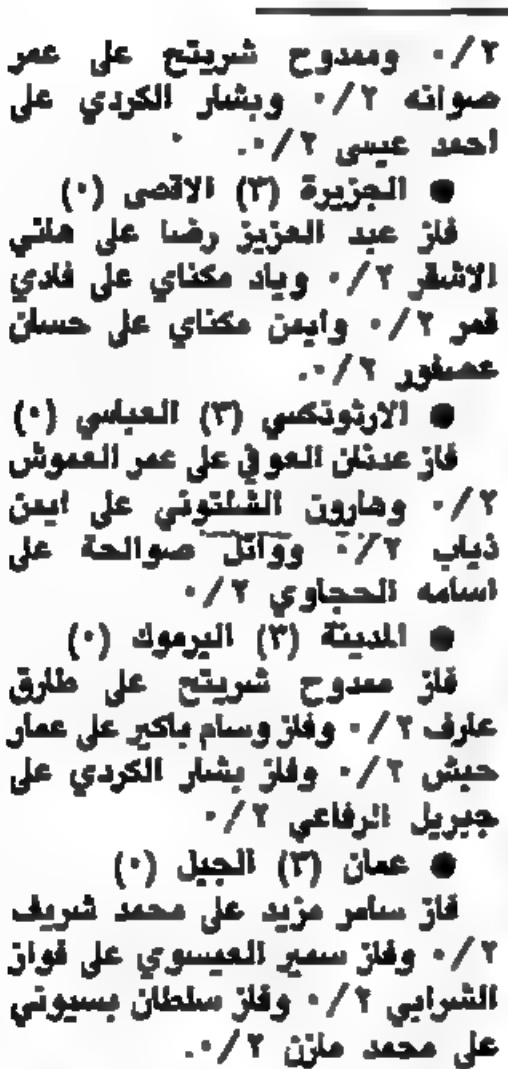 ٢/٠ وممدوح شريتح على عمر
صوانه ٢/٠ وبشار الكردي على
احمد عيسى ٢/٠.
● الجزيرة (٣) الاقصى (٠)
فاز عبد العزيز رضا على هاني
الاشقر ٢/٠ وياد مكناي على فادي
قمر ٢/٠ وايمن مكناي على حسان
عصفور ٢/٠.
● الارثوذكسي (٣) العباسي (٠)
فاز عدنان العوفي على عمر العموش
٢/٠ وهارون الشلتوني على ايمن
ذياب ٢/٠ ووائل صوالحة على
اسامه الحجاوي ٢/٠
● المدينة (٣) اليرموك (٠)
فاز ممدوح شريتح على طارق
عارف ٢/٠ وفاز وسام باكير على عمار
حبش ٢/٠ وفاز بشار الكردي على
جبريل الرفاعي ٢/٠
● عمان (٣) الجيل (٠)
فاز سامر مزيد على محمد شريف
٢/٠ وفاز سمير العيسوي على فواز
الشرابي ٢/٠ وفاز سلطان بسيوني
على محمد مازن ٢/٠.